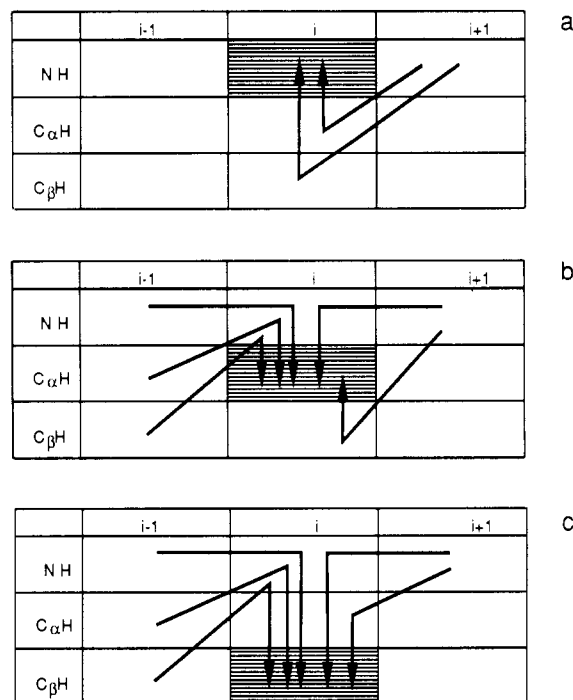 a
i-1 i i+1
N H
CαH
CβH
b
i-1 i i+1
N H
CαH
CβH
c
i-1 i i+1
N H
CαH
CβH